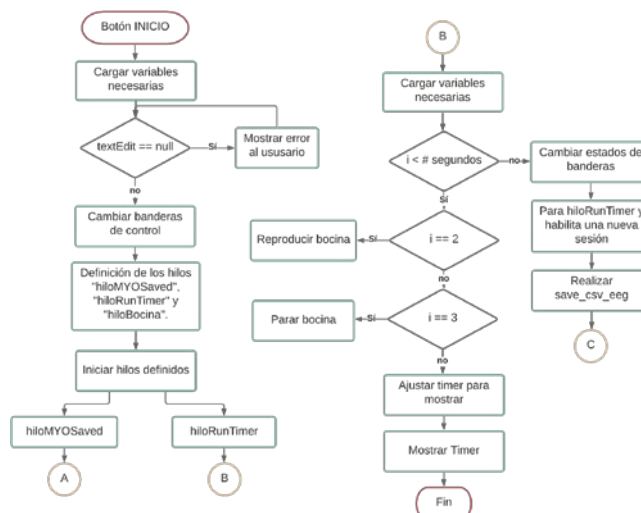 Botón INICIO
Cargar variables
necesarias
textEdit == null
Sí
Mostrar error
al ususario
no
Cambiar banderas
de control
Definición de los hilos
"hiloMYOSaved",
"hiloRunTimer" y
"hiloBocina".
Iniciar hilos definidos
hiloMYOSaved
hiloRunTimer
A
B
B
Cargar variables
necesarias
i < # segundos
no
Cambiar estados de
banderas
Sí
Para hiloRunTimer y
habilita una nueva
sesión
Reproducir bocina
Sí
i == 2
no
Realizar
save_csv_eeg
Parar bocina
Sí
i == 3
C
no
Ajustar timer para
mostrar
Mostrar Timer
Fin